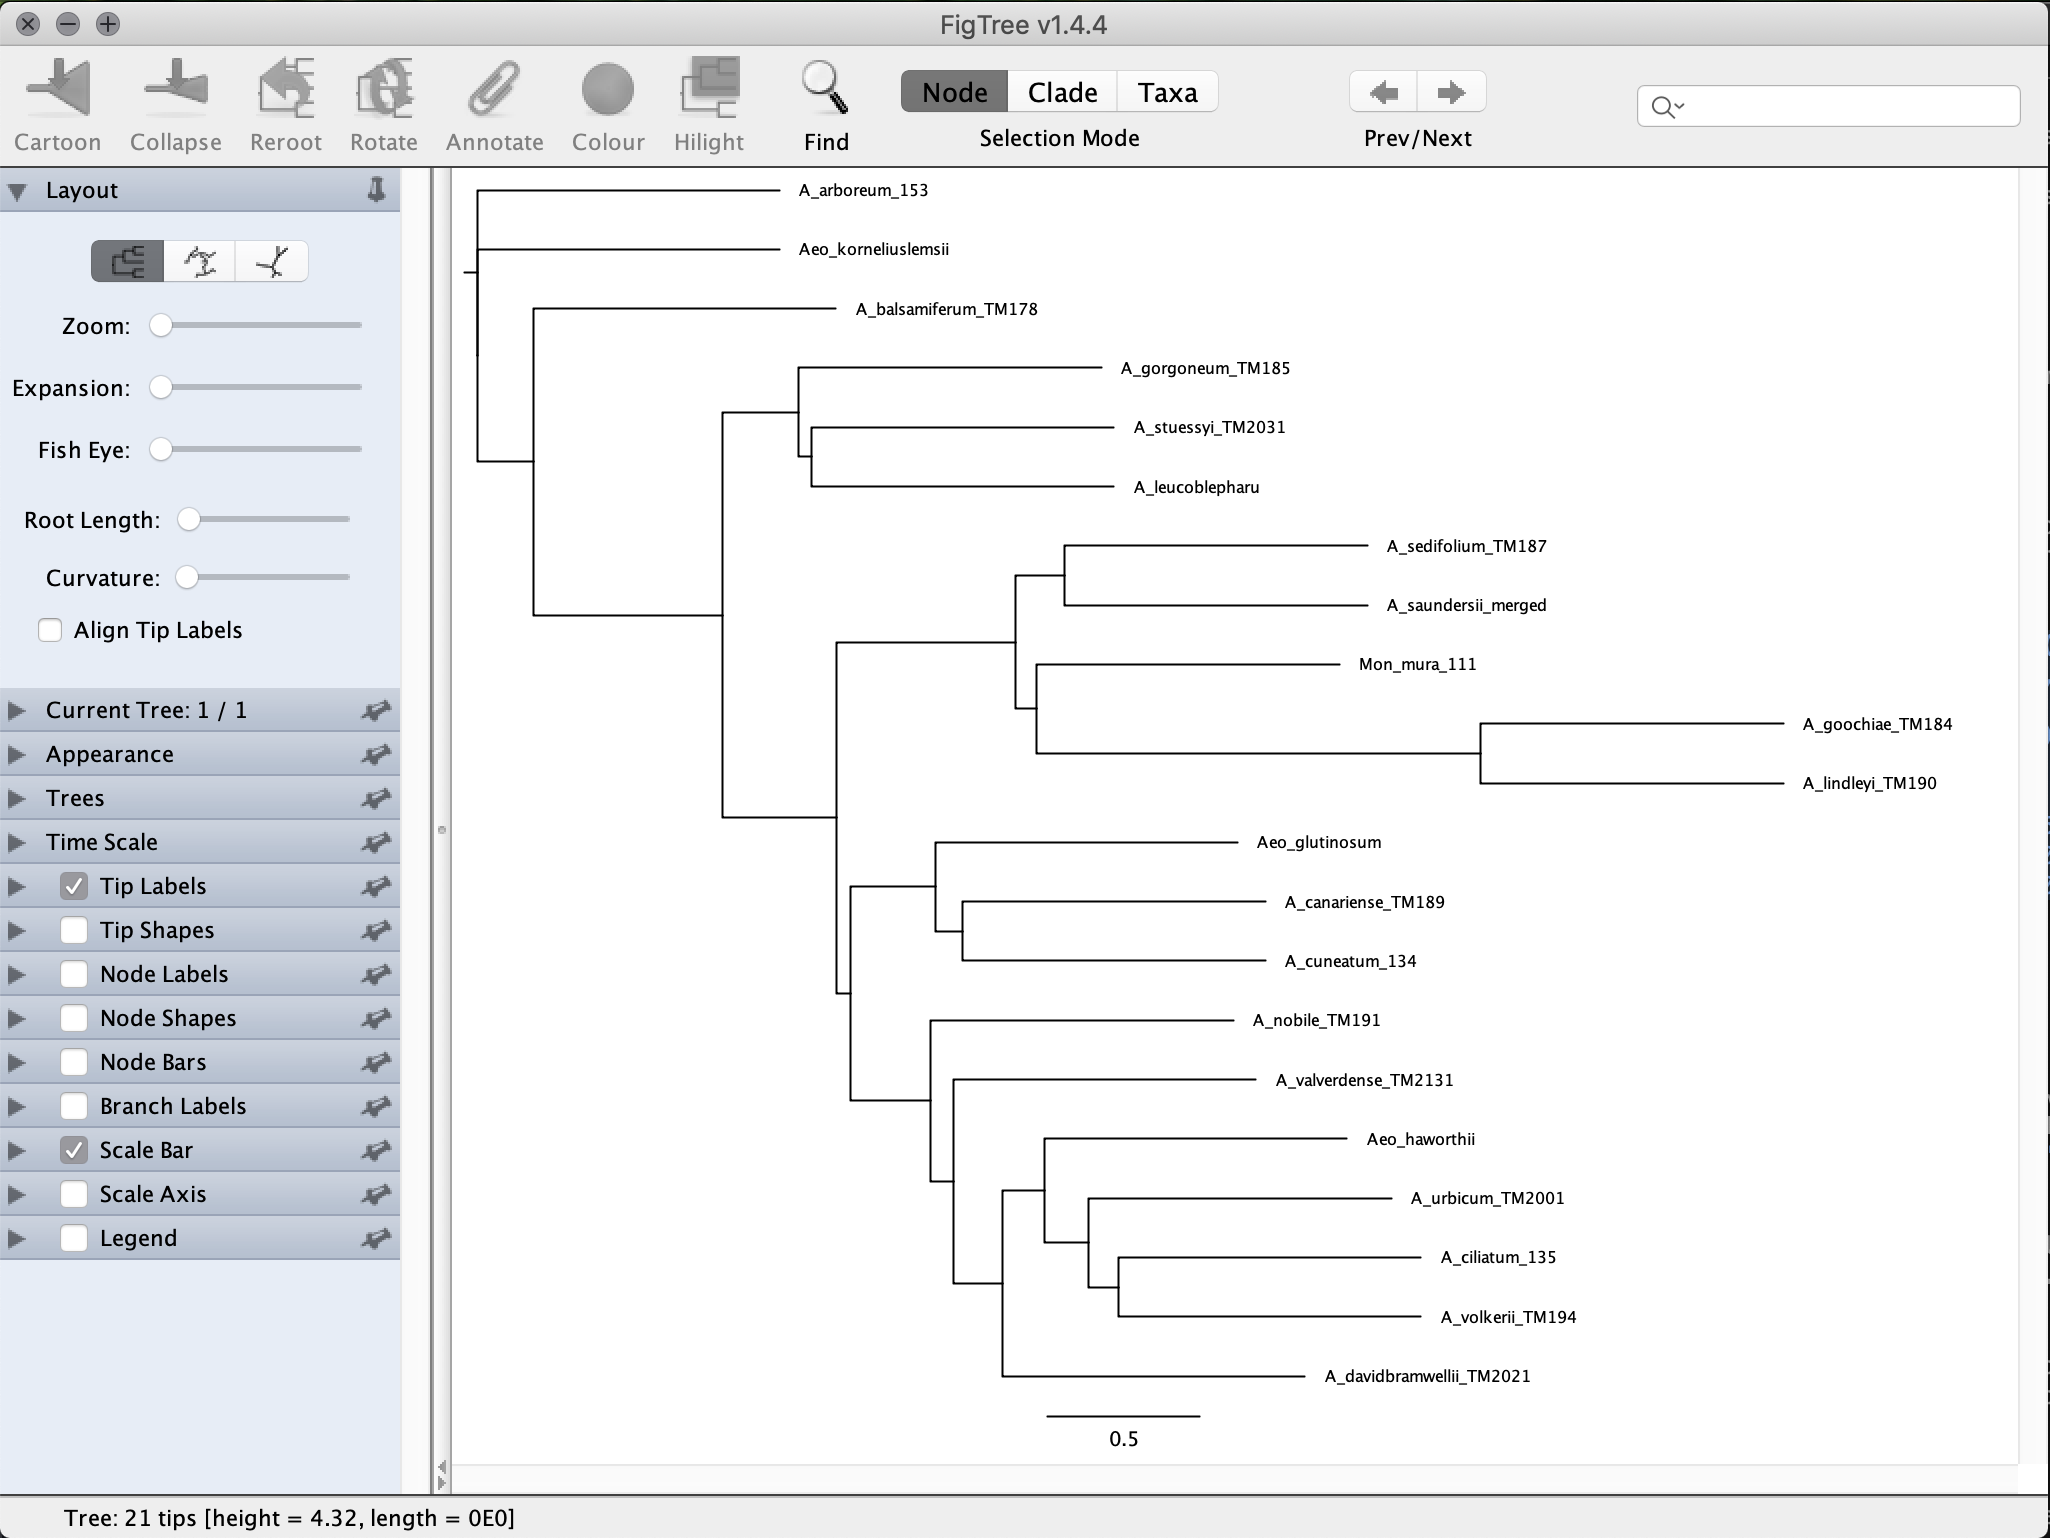 FigTree v1.4.4
Cartoon Collapse Reroot Rotate Annotate Colour Hilight Find
Node Clade Taxa
Selection Mode
Prev/Next
Layout
Zoom:
Expansion:
Fish Eye:
Root Length:
Curvature:
Align Tip Labels
Current Tree: 1 / 1
Appearance
Trees
Time Scale
Tip Labels
Tip Shapes
Node Labels
Node Shapes
Node Bars
Branch Labels
Scale Bar
Scale Axis
Legend
A_arboreum_153
Aeo_korneliuslemsii
A_balsamiferum_TM178
A_gorgoneum_TM185
A_stuessyi_TM2031
A_leucoblepharu
A_sedifolium_TM187
A_saundersii_merged
Mon_mura_111
A_goochiae_TM184
A_lindleyi_TM190
Aeo_glutinosum
A_canariense_TM189
A_cuneatum_134
A_nobile_TM191
A_valverdense_TM2131
Aeo_haworthii
A_urbicum_TM2001
A_ciliatum_135
A_volkerii_TM194
A_davidbramwellii_TM2021
0.5
Tree: 21 tips [height = 4.32, length = 0E0]